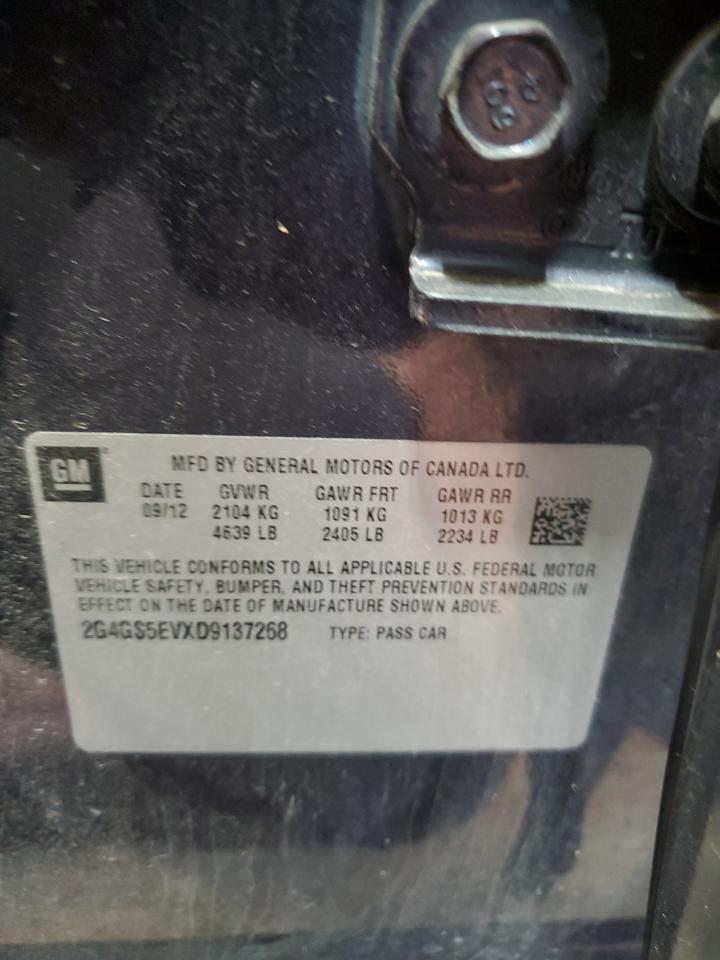 GM
MFD BY GENERAL MOTORS OF CANADA LTD.
DATE GVWR GAWR FRT GAWR RR
09/12 2104 KG 1091 KG 1013 KG
4639 LB 2405 LB 2234 LB
THIS VEHICLE CONFORMS TO ALL APPLICABLE U.S. FEDERAL MOTOR
VEHICLE SAFETY, BUMPER, AND THEFT PREVENTION STANDARDS IN
EFFECT ON THE DATE OF MANUFACTURE SHOWN ABOVE.
2G4GS5EVXD9137268 TYPE: PASS CAR